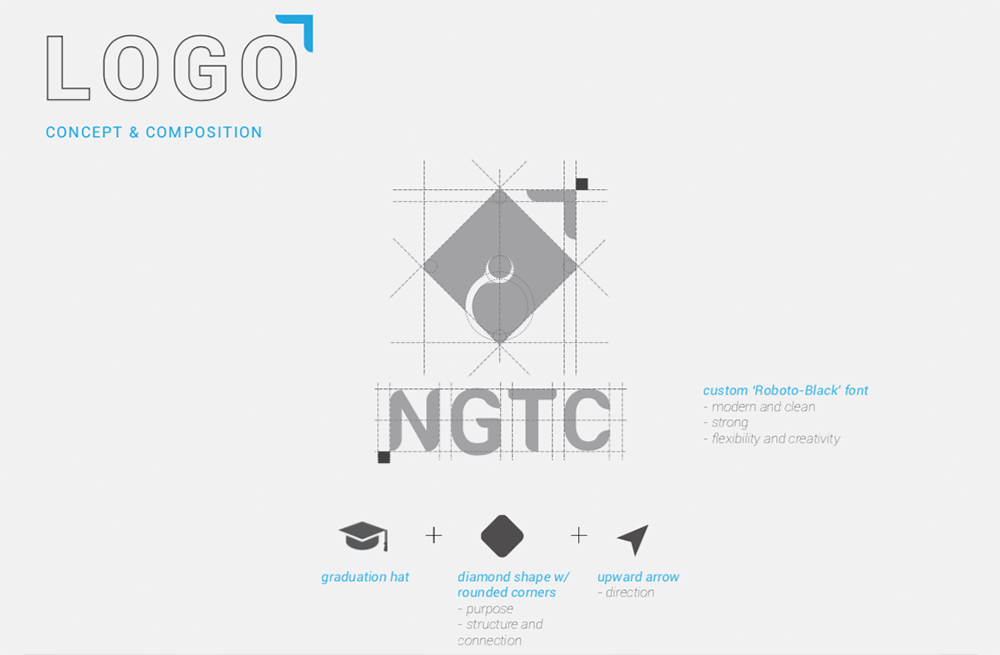 LOGO
CONCEPT & COMPOSITION
NGTC
custom 'Roboto-Black' font
- modern and clean
- strong
- flexibility and creativity
graduation hat
diamond shape w/
rounded corners
- purpose
- structure and
connection
upward arrow
- direction